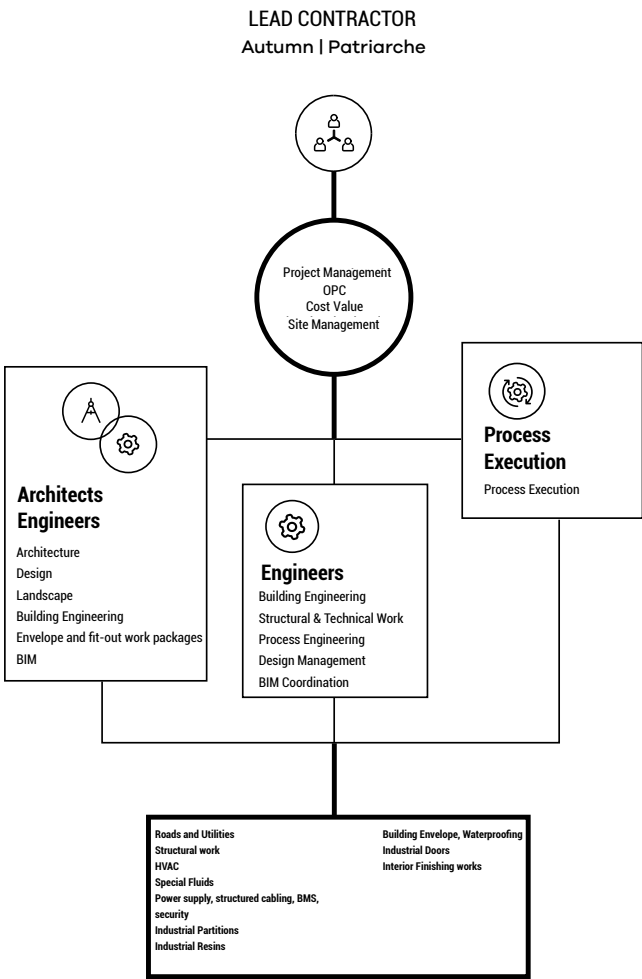 LEAD CONTRACTOR
Autumn | Patriarche
Project Management
OPC
Cost Value
Site Management
Architects
Engineers
Architecture
Design
Landscape
Building Engineering
Envelope and fit-out work packages
BIM
Engineers
Building Engineering
Structural & Technical Work
Process Engineering
Design Management
BIM Coordination
Process
Execution
Process Execution
Roads and Utilities
Structural work
HVAC
Special Fluids
Power supply, structured cabling, BMS,
security
Industrial Partitions
Industrial Resins
Building Envelope, Waterproofing
Industrial Doors
Interior Finishing works